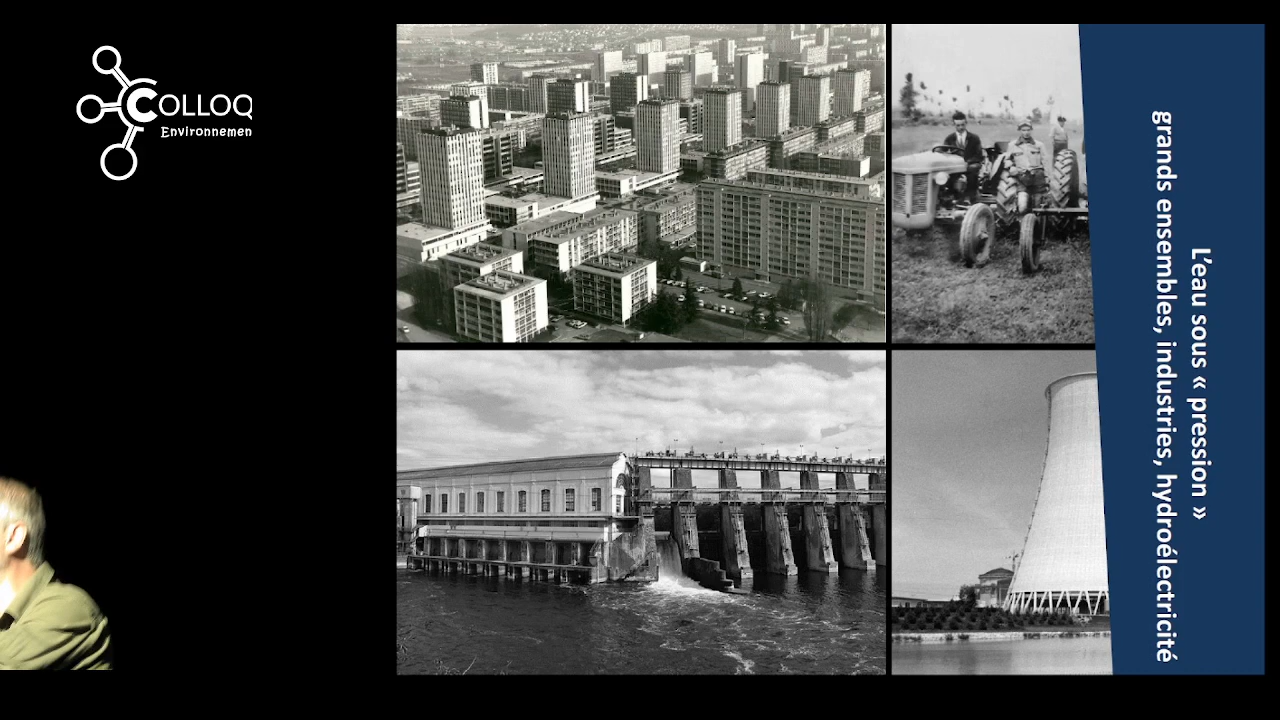 COLLOQ
Environnemen
L'eau sous « pression »
grands ensembles, industries, hydroélectricité